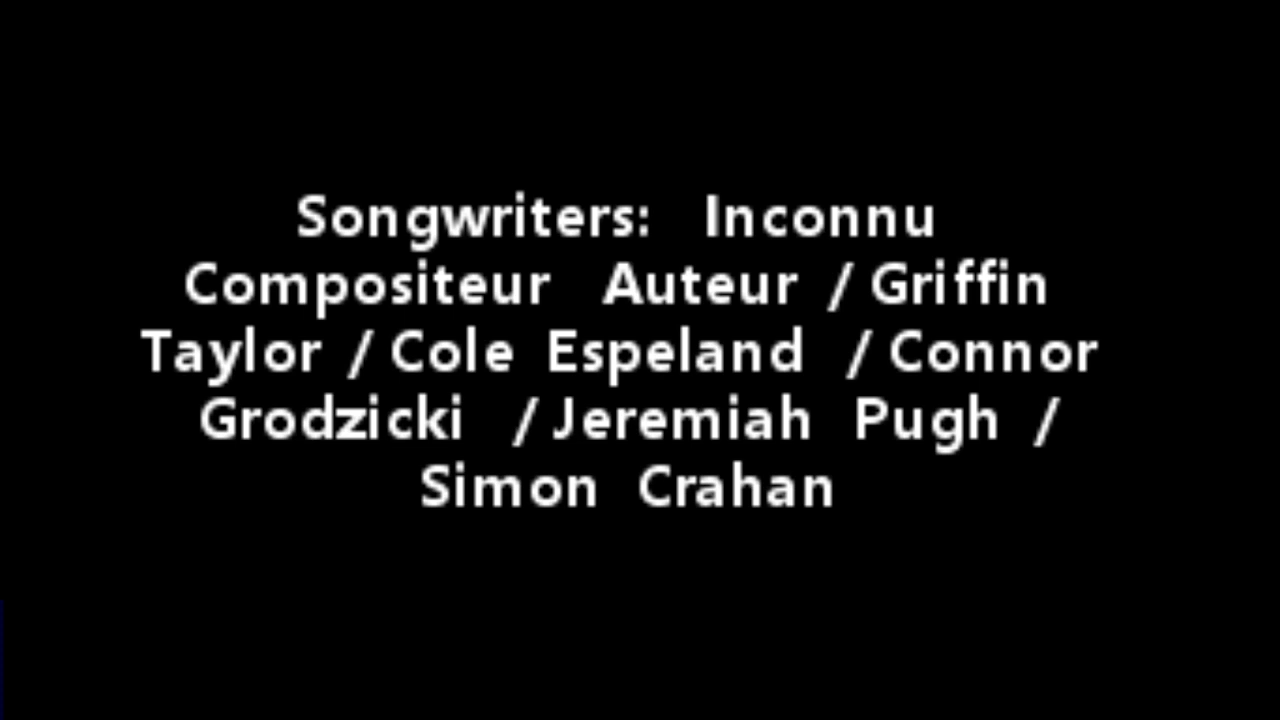 Songwriters: Inconnu
Compositeur Auteur / Griffin
Taylor / Cole Espeland / Connor
Grodzicki / Jeremiah Pugh /
Simon Crahan